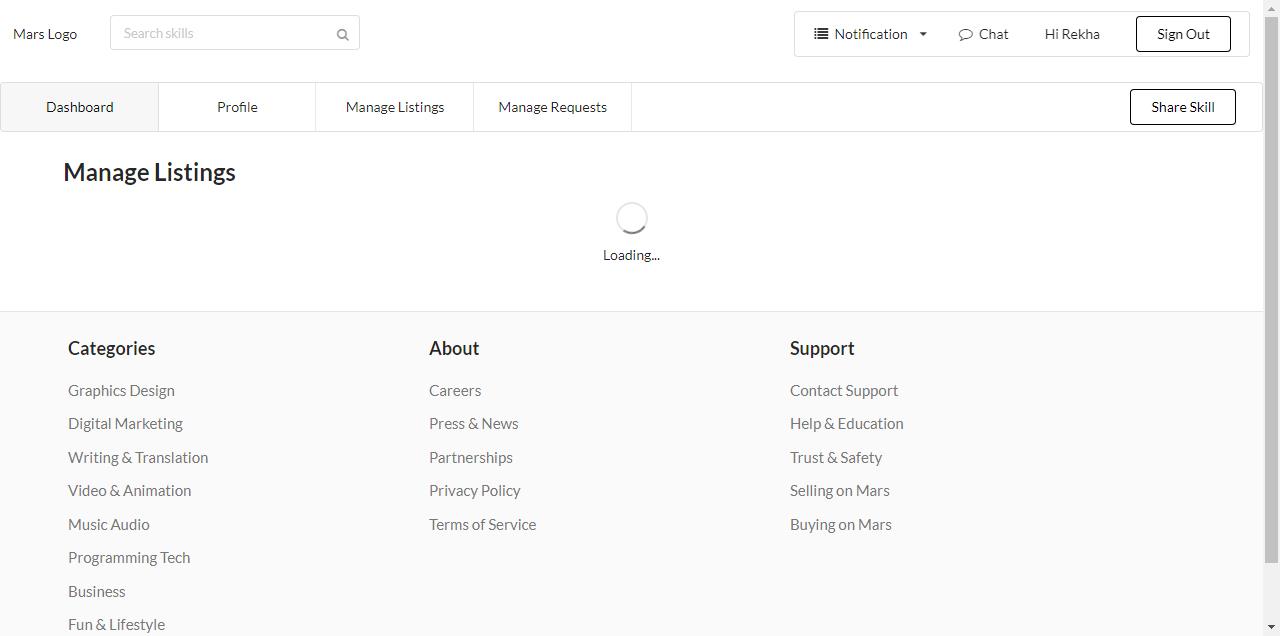 Mars Logo
Search skills
Notification
Chat
Hi Rekha
Sign Out
Dashboard
Profile
Manage Listings
Manage Requests
Share Skill
Manage Listings
Loading...
Categories
Graphics Design
Digital Marketing
Writing & Translation
Video & Animation
Music Audio
Programming Tech
Business
Fun & Lifestyle
About
Careers
Press & News
Partnerships
Privacy Policy
Terms of Service
Support
Contact Support
Help & Education
Trust & Safety
Selling on Mars
Buying on Mars